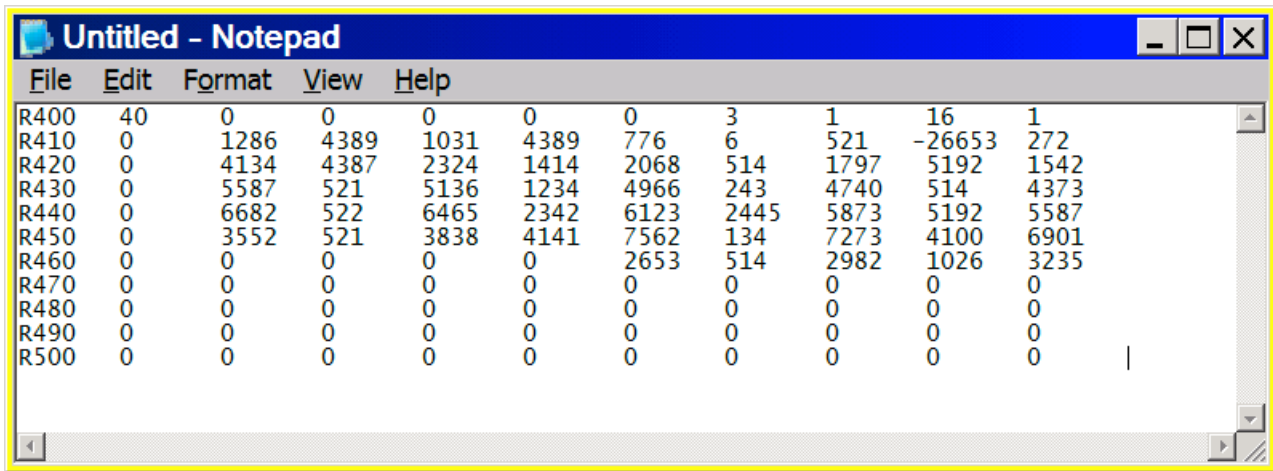 Untitled - Notepad
File Edit Format View Help
R400 40 0 0 0 0 0 3 1 16 1
R410 0 1286 4389 1031 4389 776 6 521 -26653 272
R420 0 4134 4387 2324 1414 2068 514 1797 5192 1542
R430 0 5587 521 5136 1234 4966 243 4740 514 4373
R440 0 6682 522 6465 2342 6123 2445 5873 5192 5587
R450 0 3552 521 3838 4141 7562 134 7273 4100 6901
R460 0 0 0 0 0 2653 514 2982 1026 3235
R470 0 0 0 0 0 0 0 0 0 0
R480 0 0 0 0 0 0 0 0 0 0
R490 0 0 0 0 0 0 0 0 0 0
R500 0 0 0 0 0 0 0 0 0 0